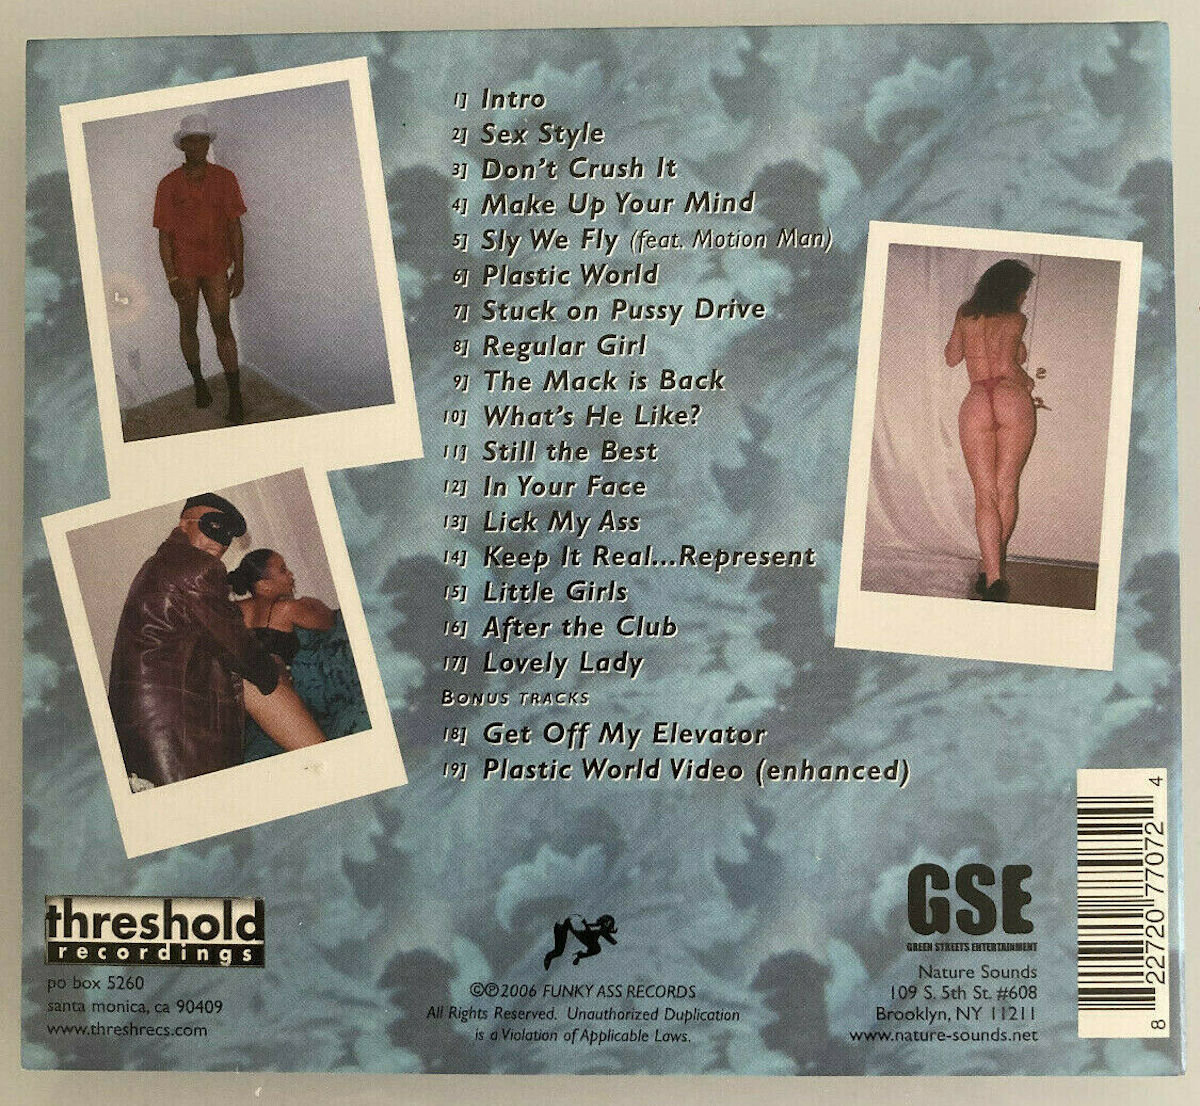 1] Intro
2] Sex Style
3] Don't Crush It
4] Make Up Your Mind
5] Sly We Fly (feat. Motion Man)
6] Plastic World
7] Stuck on Pussy Drive
8] Regular Girl
9] The Mack is Back
10] What's He Like?
11] Still the Best
12] In Your Face
13] Lick My Ass
14] Keep It Real...Represent
15] Little Girls
16] After the Club
17] Lovely Lady
BONUS TRACKS
18] Get Off My Elevator
19] Plastic World Video (enhanced)
threshold
recordings
po box 5260
santa monica, ca 90409
www.threshrecs.com
©℗2006 FUNKY ASS RECORDS
All Rights Reserved. Unauthorized Duplication
is a Violation of Applicable Laws.
GSE
GREEN STREETS ENTERTAINMENT
Nature Sounds
109 S. 5th St. #608
Brooklyn, NY 11211
www.nature-sounds.net
8 22720 77072 4